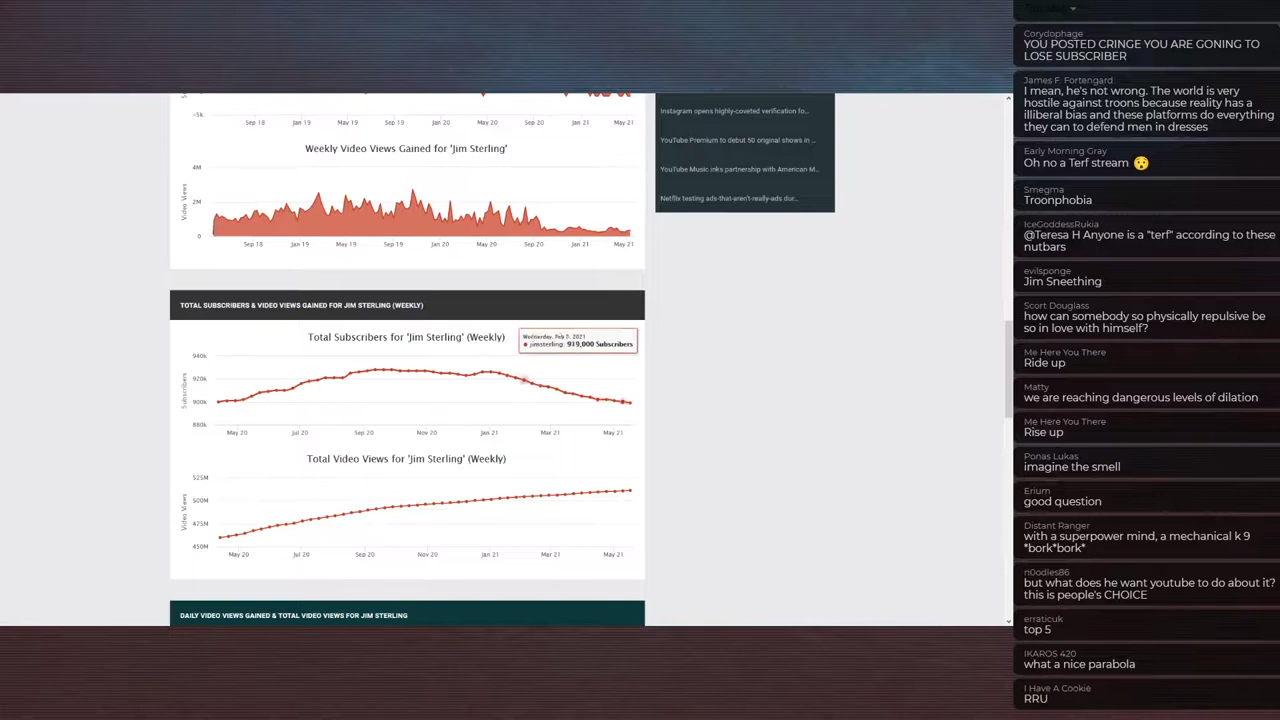 -5k
Sep 18 Jan 19 May 19 Sep 19 Jan 20 May 20 Sep 20 Jan 21 May 21
Weekly Video Views Gained for 'Jim Sterling'
4M
2M
0
Video Views
Sep 18 Jan 19 May 19 Sep 19 Jan 20 May 20 Sep 20 Jan 21 May 21
TOTAL SUBSCRIBERS & VIDEO VIEWS GAINED FOR JIM STERLING (WEEKLY)
Total Subscribers for 'Jim Sterling' (Weekly)
Wednesday, Feb 3, 2021
jimsterling: 919,000 Subscribers
940k
920k
900k
880k
Subscribers
May 20 Jul 20 Sep 20 Nov 20 Jan 21 Mar 21 May 21
Total Video Views for 'Jim Sterling' (Weekly)
525M
500M
475M
450M
Video Views
May 20 Jul 20 Sep 20 Nov 20 Jan 21 Mar 21 May 21
DAILY VIDEO VIEWS GAINED & TOTAL VIDEO VIEWS FOR JIM STERLING
Instagram opens highly-coveted verification fo...
YouTube Premium to debut 50 original shows in ...
YouTube Music inks partnership with American M...
Netflix testing ads-that-aren't-really-ads dur...
Corydophage
YOU POSTED CRINGE YOU ARE GONING TO
LOSE SUBSCRIBER
James F. Fortengard
I mean, he's not wrong. The world is very
hostile against troons because reality has a
illiberal bias and these platforms do everything
they can to defend men in dresses
Early Morning Gray
Oh no a Terf stream 😯
Smegma
Troonphobia
IceGoddessRukia
@Teresa H Anyone is a "terf" according to these
nutbars
evilsponge
Jim Sneething
Scort Douglass
how can somebody so physically repulsive be
so in love with himself?
Me Here You There
Ride up
Matty
we are reaching dangerous levels of dilation
Me Here You There
Rise up
Ponas Lukas
imagine the smell
Erium
good question
Distant Ranger
with a superpower mind, a mechanical k 9
*bork*bork*
n0odles86
but what does he want youtube to do about it?
this is people's CHOICE
erraticuk
top 5
IKAROS 420
what a nice parabola
I Have A Cookie
RRU